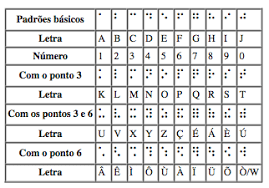 Padrões básicos ⠁ ⠃ ⠉ ⠙ ⠑ ⠋ ⠛ ⠓ ⠊ ⠚
Letra A B C D E F G H I J
Número 1 2 3 4 5 6 7 8 9 0
Com o ponto 3 ⠅ ⠇ ⠍ ⠝ ⠕ ⠏ ⠟ ⠗ ⠎ ⠞
Letra K L M N O P Q R S T
Com os pontos 3 e 6 ⠥ ⠧ ⠭ ⠽ ⠵ ⠯ ⠿ ⠷ ⠮ ⠾
Letra U V X Y Z Ç É Á È Ú
Com o ponto 6 ⠡ ⠣ ⠩ ⠹ ⠱ ⠫ ⠻ ⠳ ⠪ ⠺
Letra Â Ê Ì Ô Ù À Ï Ü Õ Ò/W